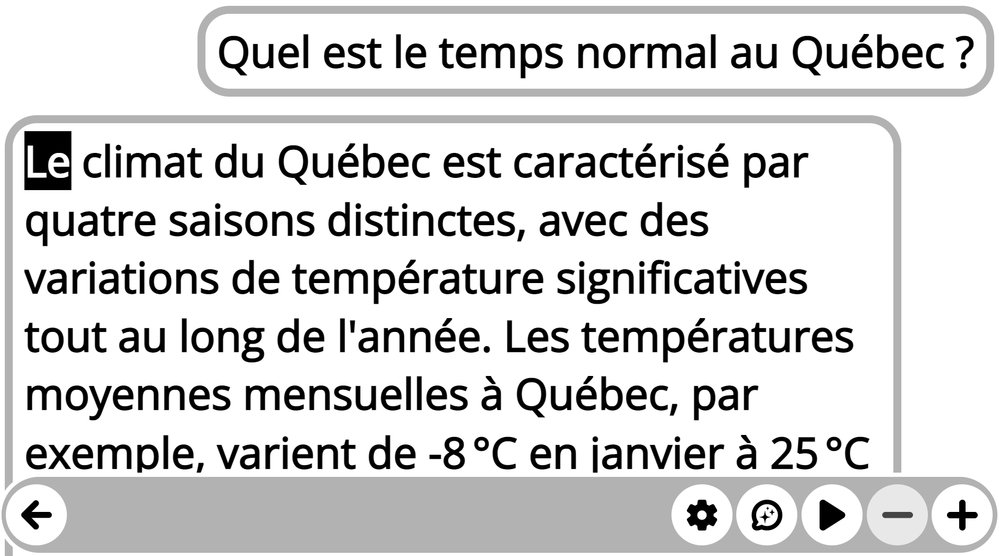 Quel est le temps normal au Québec ?
Le climat du Québec est caractérisé par
quatre saisons distinctes, avec des
variations de température significatives
tout au long de l'année. Les températures
moyennes mensuelles à Québec, par
exemple, varient de -8 °C en janvier à 25 °C